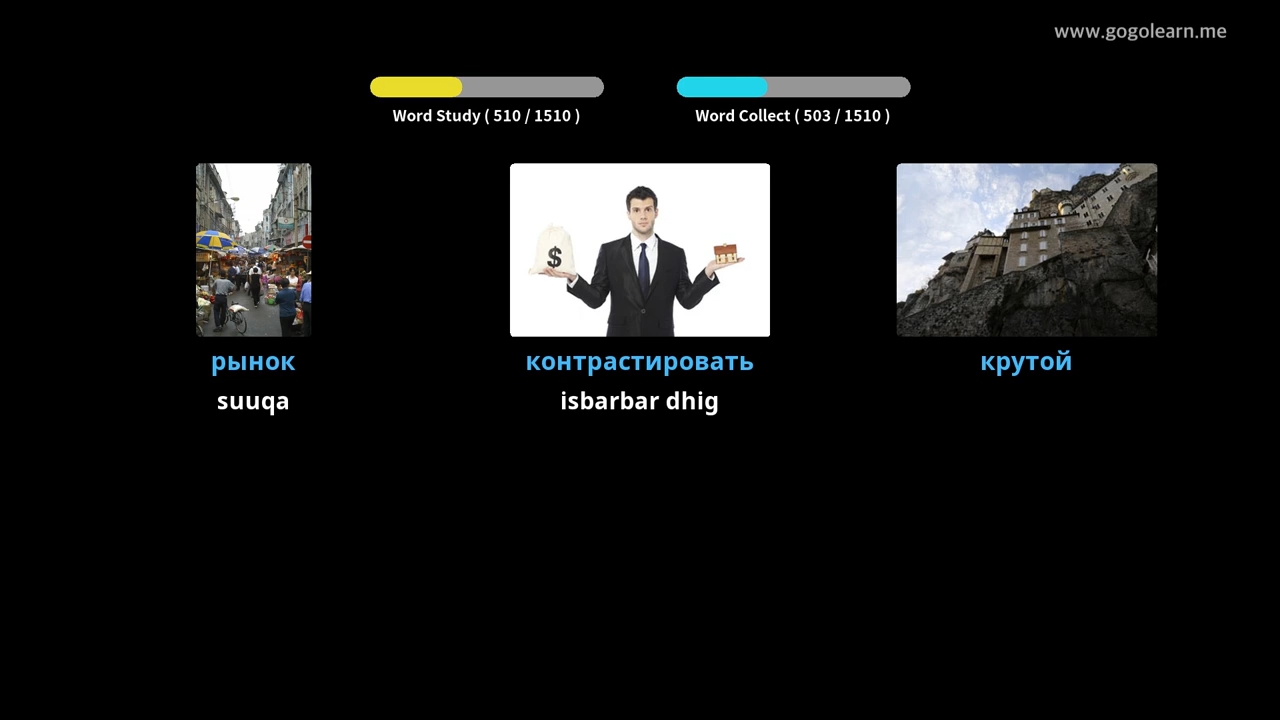 www.gogolearn.me
Word Study ( 510 / 1510 )
Word Collect ( 503 / 1510 )
$
рынок
контрастировать
крутой
suuqa
isbarbar dhig